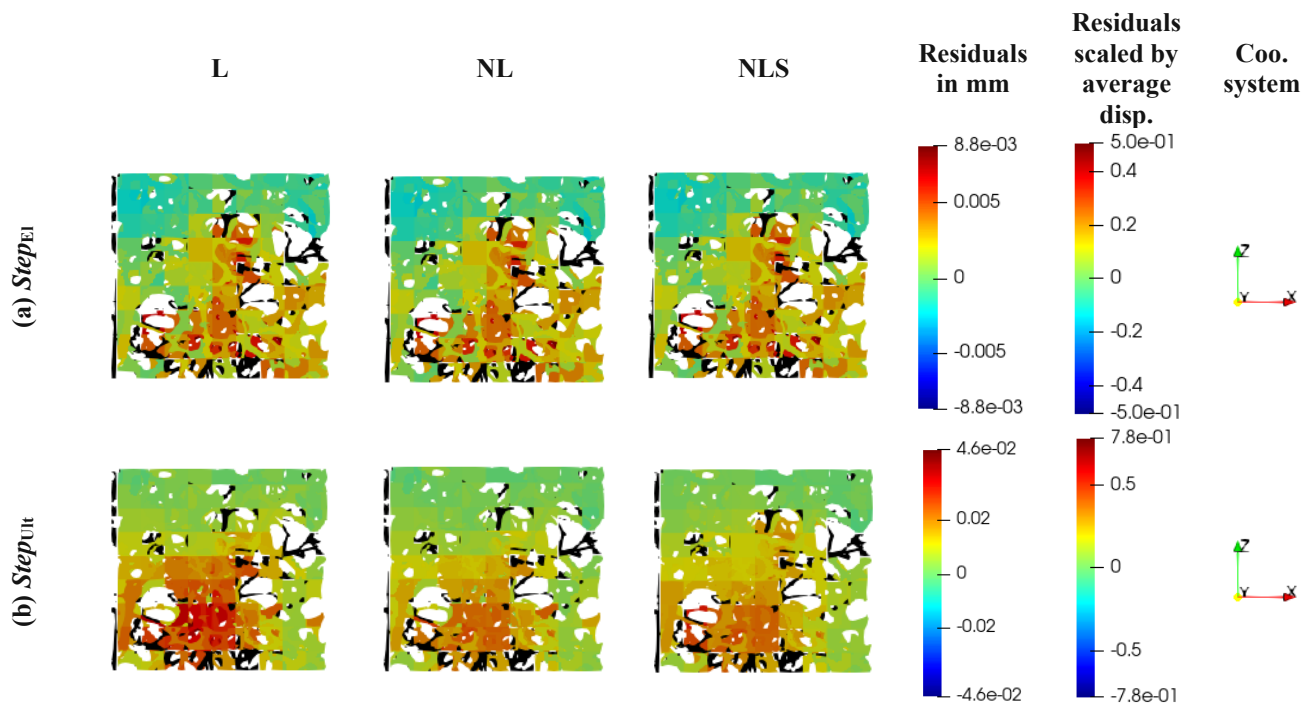 L
NL
NLS
Residuals
in mm
Residuals
scaled by
average
disp.
Coo.
system
(a) StepEl
8.8e-03
0.005
0
-0.005
-8.8e-03
5.0e-01
0.4
0.2
0
-0.2
-0.4
-5.0e-01
Z
Y
X
(b) StepUlt
4.6e-02
0.02
0
-0.02
-4.6e-02
7.8e-01
0.5
0
-0.5
-7.8e-01
Z
Y
X